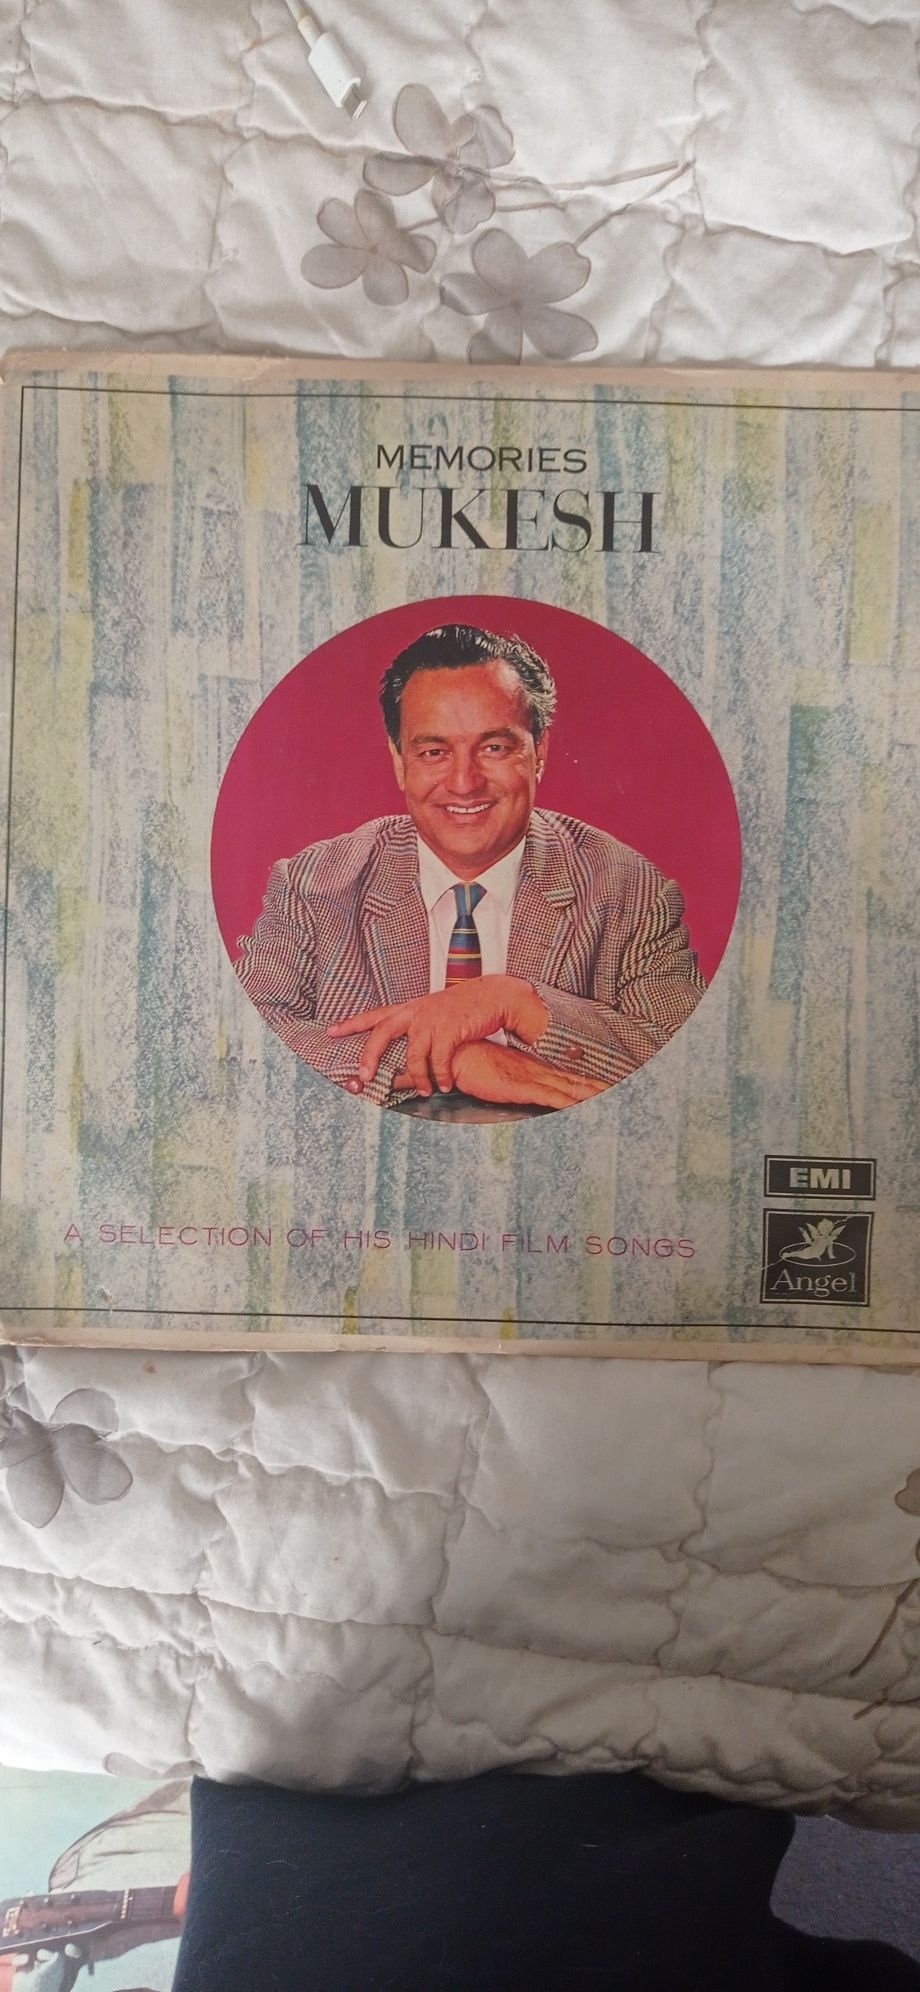 MEMORIES
MUKESH
A SELECTION OF HIS HINDI FILM SONGS
EMI
Angel